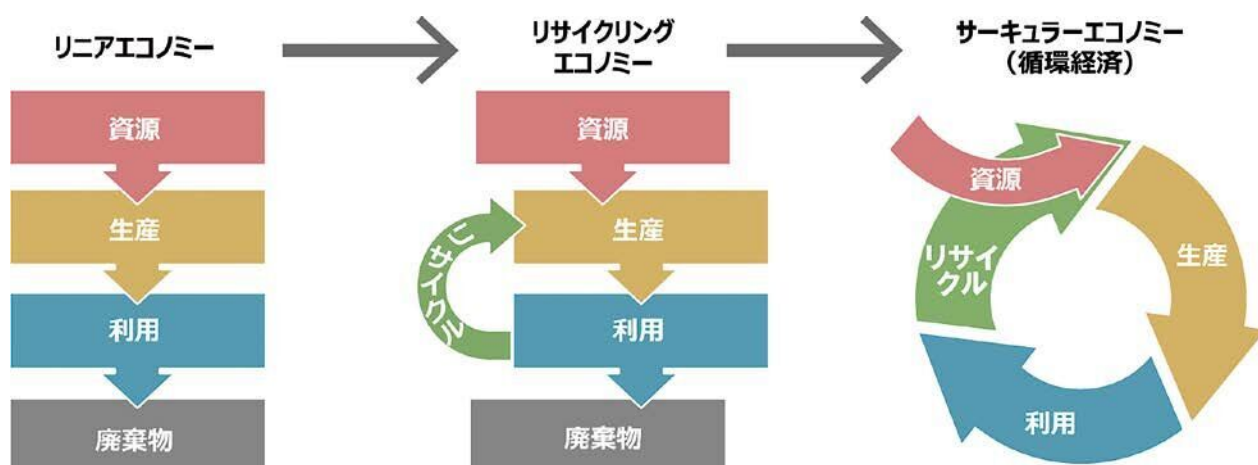 リニアエコノミー
資源
生産
利用
廃棄物
リサイクリング
エコノミー
資源
生産
リサイクル
利用
廃棄物
サーキュラーエコノミー
(循環経済)
資源
リサイ
クル
生産
利用